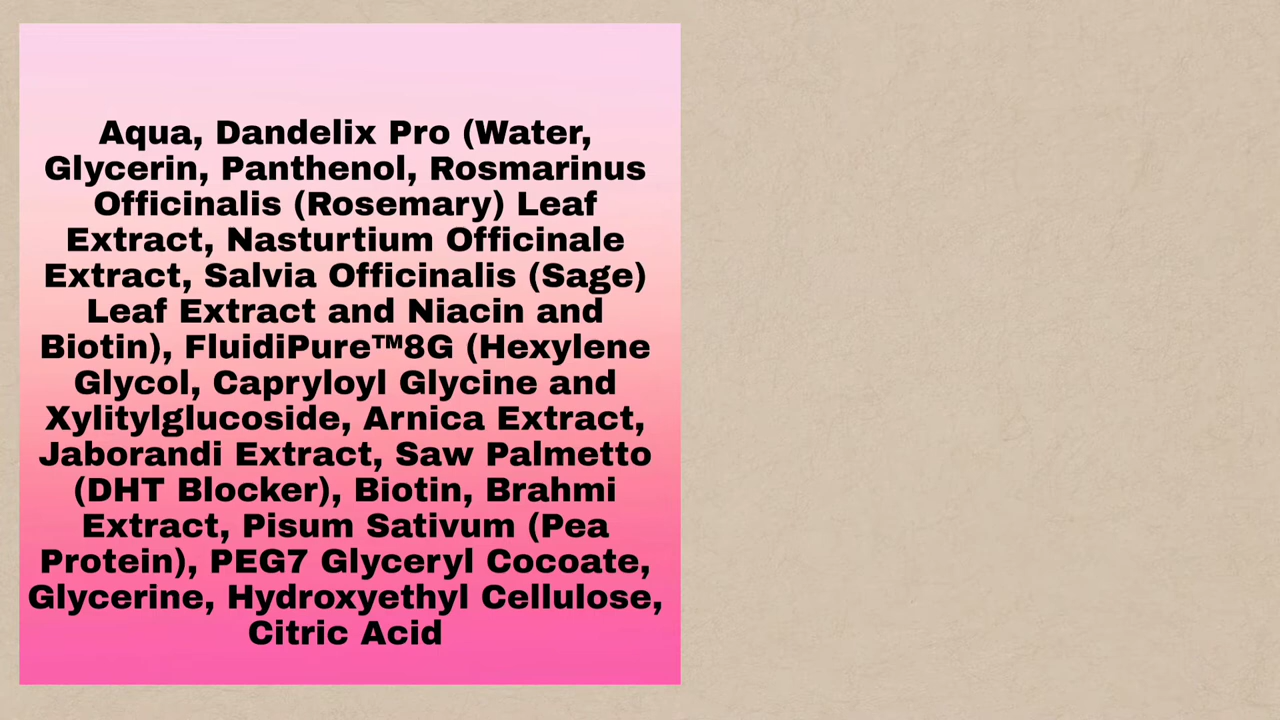 Aqua, Dandelix Pro (Water,
Glycerin, Panthenol, Rosmarinus
Officinalis (Rosemary) Leaf
Extract, Nasturtium Officinale
Extract, Salvia Officinalis (Sage)
Leaf Extract and Niacin and
Biotin), FluidiPure™8G (Hexylene
Glycol, Capryloyl Glycine and
Xylitylglucoside, Arnica Extract,
Jaborandi Extract, Saw Palmetto
(DHT Blocker), Biotin, Brahmi
Extract, Pisum Sativum (Pea
Protein), PEG7 Glyceryl Cocoate,
Glycerine, Hydroxyethyl Cellulose,
Citric Acid